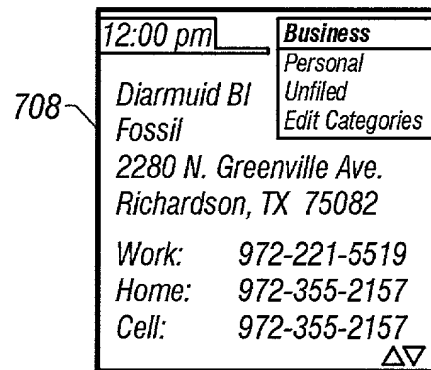 12:00 pm
Business
Personal
Unfiled
Edit Categories
708
Diarmuid Bl
Fossil
2280 N. Greenville Ave.
Richardson, TX 75082
Work: 972-221-5519
Home: 972-355-2157
Cell: 972-355-2157